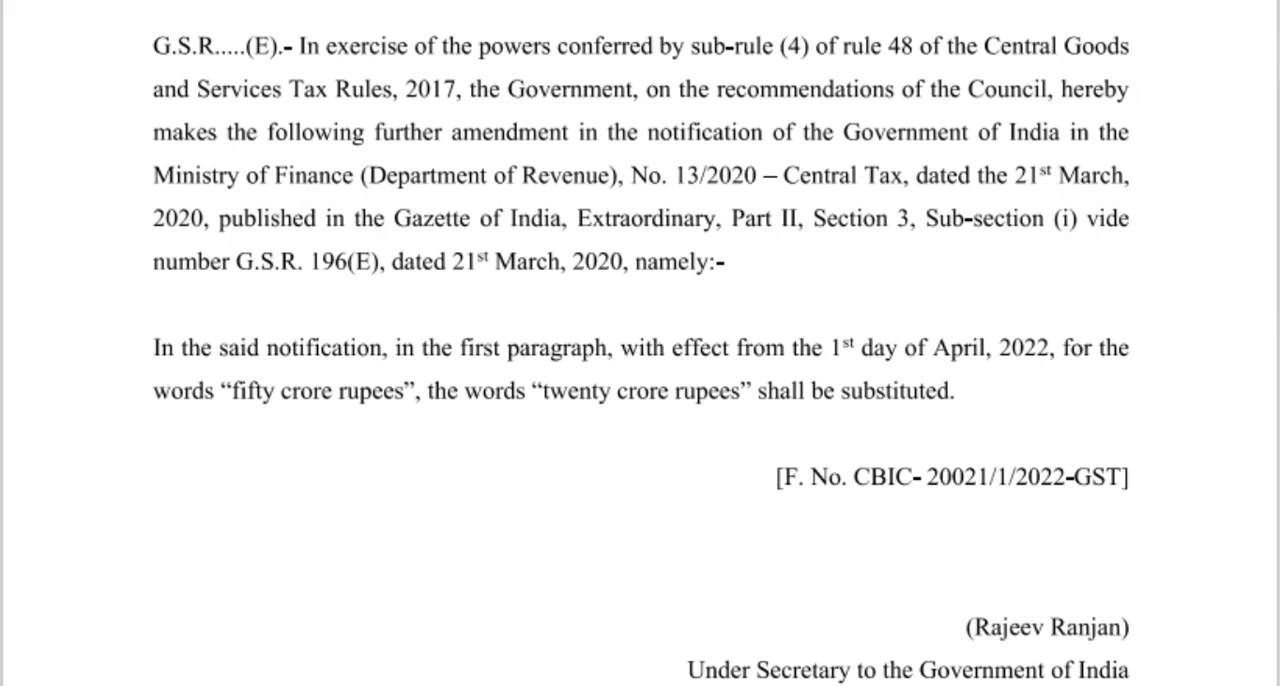 G.S.R.....(E).- In exercise of the powers conferred by sub-rule (4) of rule 48 of the Central Goods
and Services Tax Rules, 2017, the Government, on the recommendations of the Council, hereby
makes the following further amendment in the notification of the Government of India in the
Ministry of Finance (Department of Revenue), No. 13/2020 – Central Tax, dated the 21st March,
2020, published in the Gazette of India, Extraordinary, Part II, Section 3, Sub-section (i) vide
number G.S.R. 196(E), dated 21st March, 2020, namely:-
In the said notification, in the first paragraph, with effect from the 1st day of April, 2022, for the
words “fifty crore rupees”, the words “twenty crore rupees” shall be substituted.
[F. No. CBIC- 20021/1/2022-GST]
(Rajeev Ranjan)
Under Secretary to the Government of India